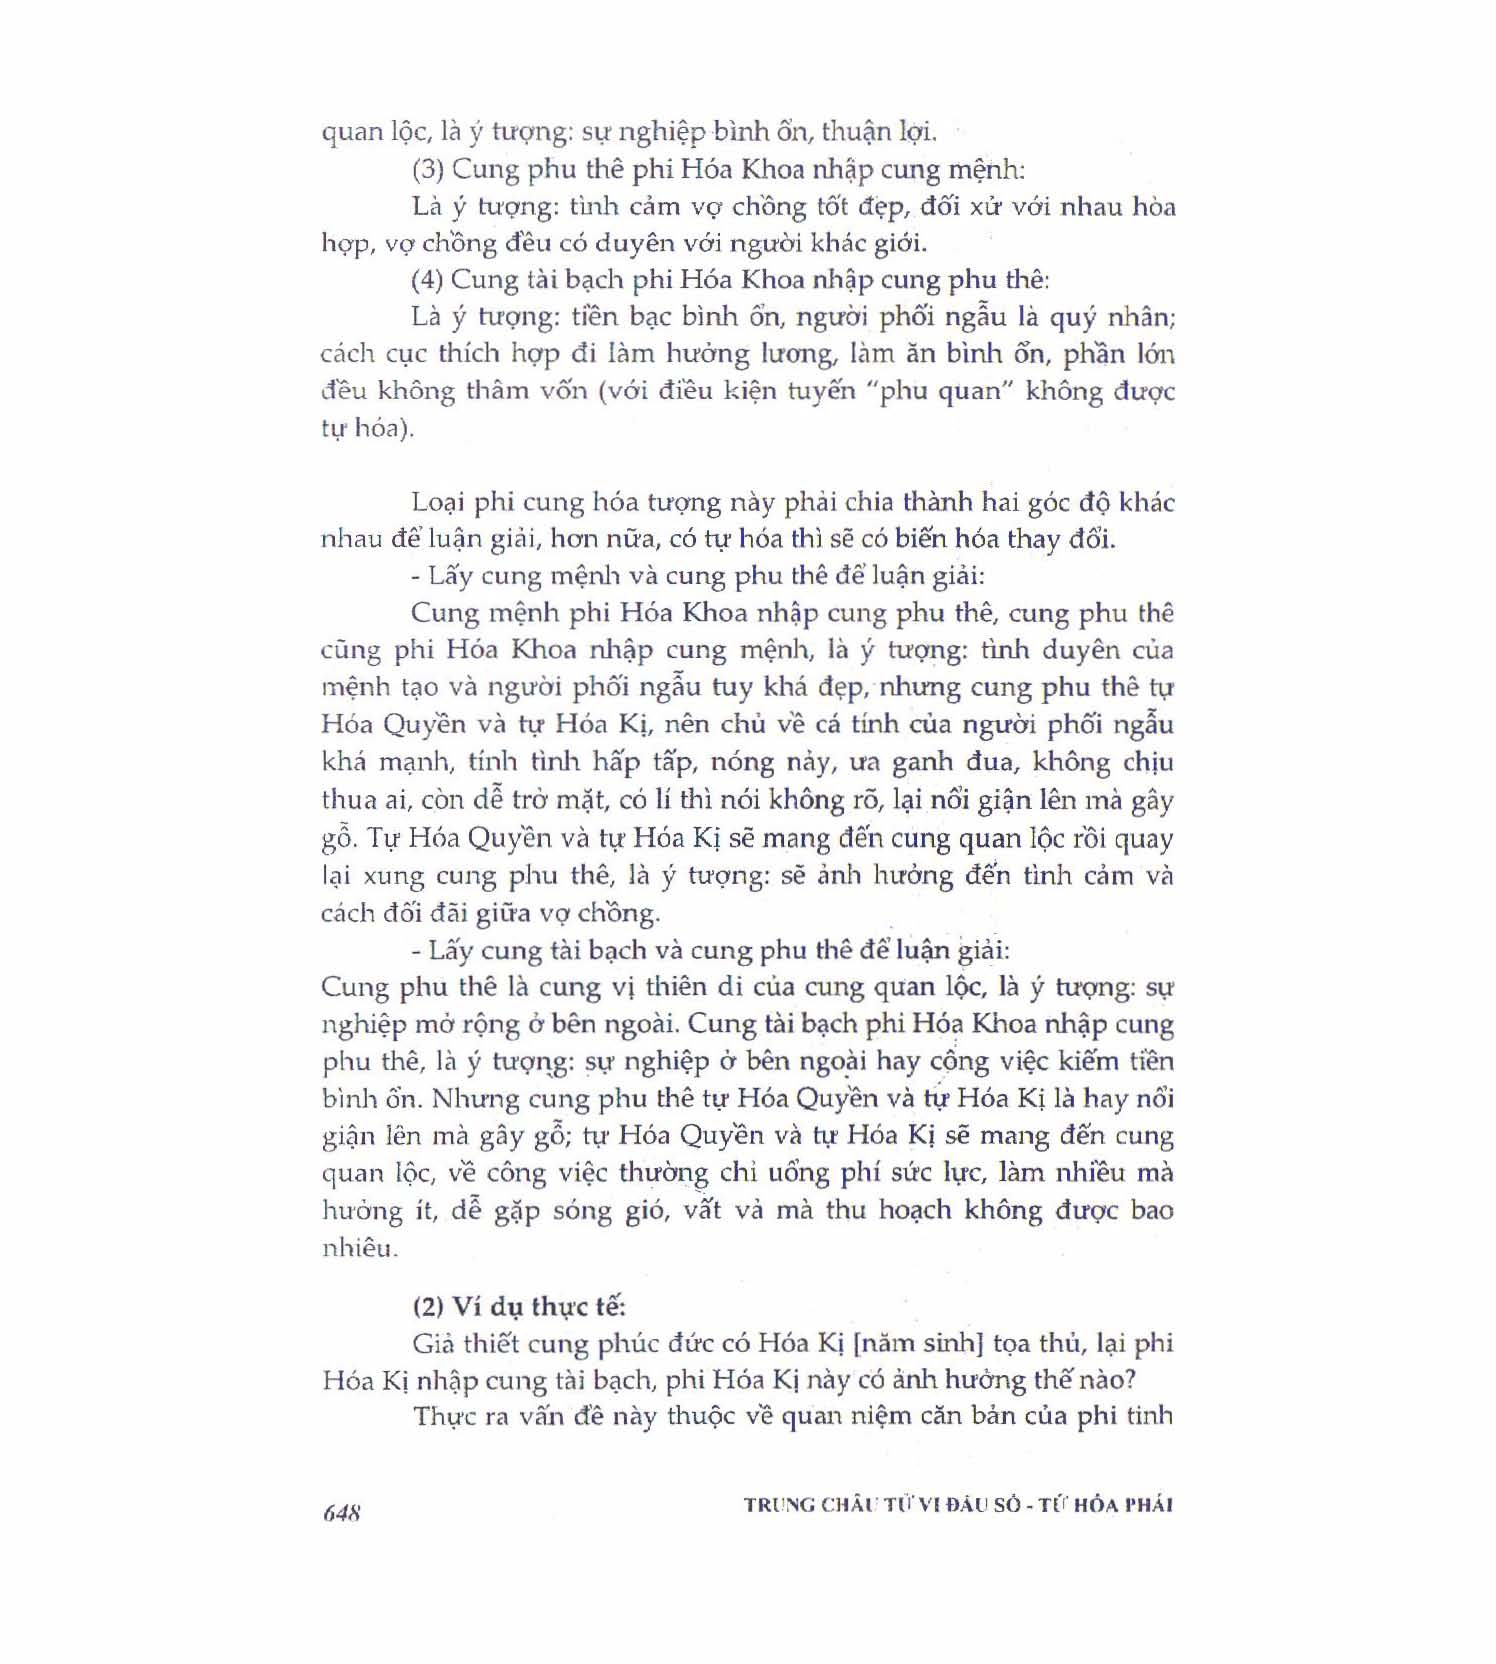 quan lộc, là ý tượng: sự nghiệp bình ổn, thuận lợi.
(3) Cung phu thê phi Hóa Khoa nhập cung mệnh:
Là ý tượng: tình cảm vợ chồng tốt đẹp, đối xử với nhau hòa
hợp, vợ chồng đều có duyên với người khác giới.
(4) Cung tài bạch phi Hóa Khoa nhập cung phu thê:
Là ý tượng: tiền bạc bình ổn, người phối ngẫu là quý nhân;
cách cục thích hợp đi làm hưởng lương, làm ăn bình ổn, phần lớn
đều không thâm vốn (với điều kiện tuyến "phu quan" không được
tự hóa).
Loại phi cung hóa tượng này phải chia thành hai góc độ khác
nhau để luận giải, hơn nữa, có tự hóa thì sẽ có biến hóa thay đổi.
- Lấy cung mệnh và cung phu thê để luận giải:
Cung mệnh phi Hóa Khoa nhập cung phu thê, cung phu thê
cũng phi Hóa Khoa nhập cung mệnh, là ý tượng: tình duyên của
mệnh tạo và người phối ngẫu tuy khá đẹp, nhưng cung phu thê tự
Hóa Quyền và tự Hóa Kị, nên chủ về cá tính của người phối ngẫu
khá mạnh, tính tình hấp tấp, nóng nảy, ưa ganh đua, không chịu
thua ai, còn dễ trở mặt, có lí thì nói không rõ, lại nổi giận lên mà gây
gỗ. Tự Hóa Quyền và tự Hóa Kị sẽ mang đến cung quan lộc rồi quay
lại xung cung phu thê, là ý tượng: sẽ ảnh hưởng đến tình cảm và
cách đối đãi giữa vợ chồng.
- Lấy cung tài bạch và cung phu thê để luận giải:
Cung phu thê là cung vị thiên di của cung quan lộc, là ý tượng: sự
nghiệp mở rộng ở bên ngoài. Cung tài bạch phi Hóa Khoa nhập cung
phu thê, là ý tượng: sự nghiệp ở bên ngoài hay công việc kiếm tiền
bình ổn. Nhưng cung phu thê tự Hóa Quyền và tự Hóa Kị là hay nổi
giận lên mà gây gỗ; tự Hóa Quyền và tự Hóa Kị sẽ mang đến cung
quan lộc, về công việc thường chỉ uổng phí sức lực, làm nhiều mà
hưởng ít, dễ gặp sóng gió, vất vả mà thu hoạch không được bao
nhiêu.
(2) Ví dụ thực tế:
Giả thiết cung phúc đức có Hóa Kị [năm sinh] tọa thủ, lại phi
Hóa Kị nhập cung tài bạch, phi Hóa Kị này có ảnh hưởng thế nào?
Thực ra vấn đề này thuộc về quan niệm căn bản của phi tinh
648
TRUNG CHÂU TỬ VI ĐẨU SỐ - TỨ HÓA PHÁI